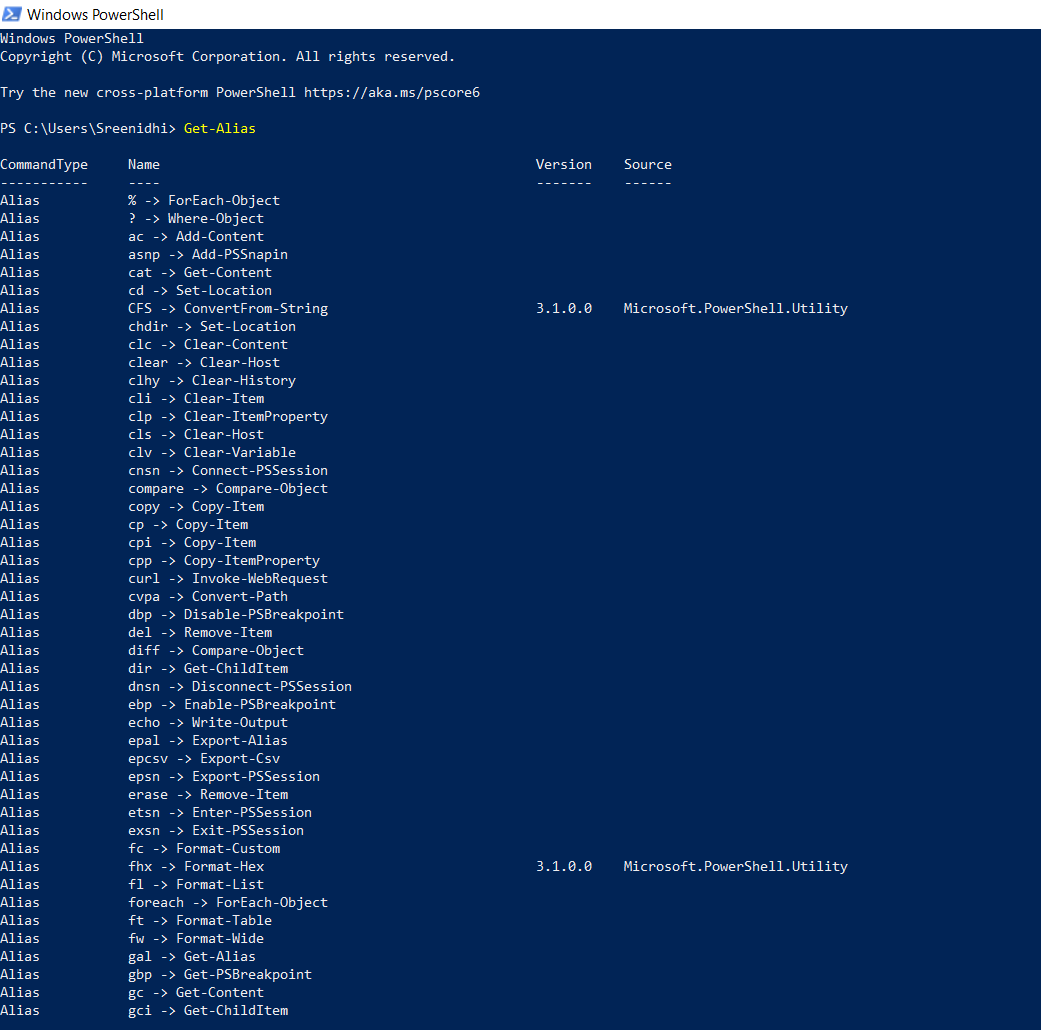 Windows PowerShell
Windows PowerShell
Copyright (C) Microsoft Corporation. All rights reserved.
Try the new cross-platform PowerShell https://aka.ms/pscore6
PS C:\Users\Sreenidhi> Get-Alias
CommandType     Name                                               Version    Source
-----------     ----                                               -------    ------
Alias           % -> ForEach-Object
Alias           ? -> Where-Object
Alias           ac -> Add-Content
Alias           asnp -> Add-PSSnapin
Alias           cat -> Get-Content
Alias           cd -> Set-Location
Alias           CFS -> ConvertFrom-String                          3.1.0.0    Microsoft.PowerShell.Utility
Alias           chdir -> Set-Location
Alias           clc -> Clear-Content
Alias           clear -> Clear-Host
Alias           clhy -> Clear-History
Alias           cli -> Clear-Item
Alias           clp -> Clear-ItemProperty
Alias           cls -> Clear-Host
Alias           clv -> Clear-Variable
Alias           cnsn -> Connect-PSSession
Alias           compare -> Compare-Object
Alias           copy -> Copy-Item
Alias           cp -> Copy-Item
Alias           cpi -> Copy-Item
Alias           cpp -> Copy-ItemProperty
Alias           curl -> Invoke-WebRequest
Alias           cvpa -> Convert-Path
Alias           dbp -> Disable-PSBreakpoint
Alias           del -> Remove-Item
Alias           diff -> Compare-Object
Alias           dir -> Get-ChildItem
Alias           dnsn -> Disconnect-PSSession
Alias           ebp -> Enable-PSBreakpoint
Alias           echo -> Write-Output
Alias           epal -> Export-Alias
Alias           epcsv -> Export-Csv
Alias           epsn -> Export-PSSession
Alias           erase -> Remove-Item
Alias           etsn -> Enter-PSSession
Alias           exsn -> Exit-PSSession
Alias           fc -> Format-Custom
Alias           fhx -> Format-Hex                                  3.1.0.0    Microsoft.PowerShell.Utility
Alias           fl -> Format-List
Alias           foreach -> ForEach-Object
Alias           ft -> Format-Table
Alias           fw -> Format-Wide
Alias           gal -> Get-Alias
Alias           gbp -> Get-PSBreakpoint
Alias           gc -> Get-Content
Alias           gci -> Get-ChildItem